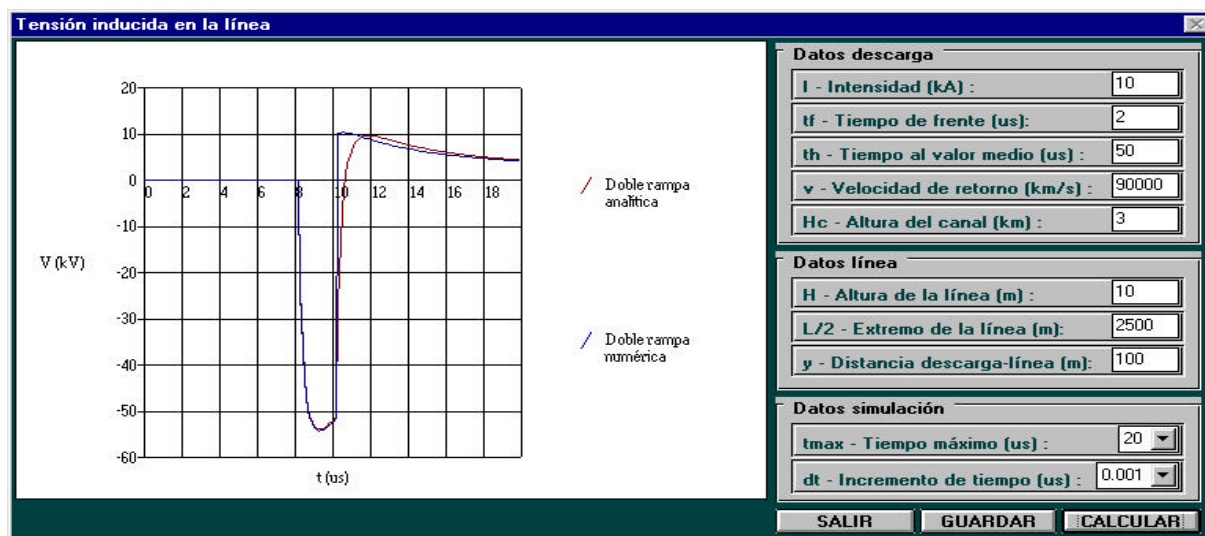 Tensión inducida en la línea
20
10
0
-10
-20
-30
-40
-50
-60
0 2 4 6 8 10 12 14 16 18
V (kV)
t (us)
Doble rampa
analítica
Doble rampa
numérica
Datos descarga
I - Intensidad (kA) : 10
tf - Tiempo de frente (us): 2
th - Tiempo al valor medio (us) : 50
v - Velocidad de retorno (km/s) : 90000
Hc - Altura del canal (km) : 3
Datos línea
H - Altura de la línea (m) : 10
L/2 - Extremo de la línea (m): 2500
y - Distancia descarga-línea (m): 100
Datos simulación
tmax - Tiempo máximo (us) : 20
dt - Incremento de tiempo (us) : 0.001
SALIR GUARDAR CALCULAR